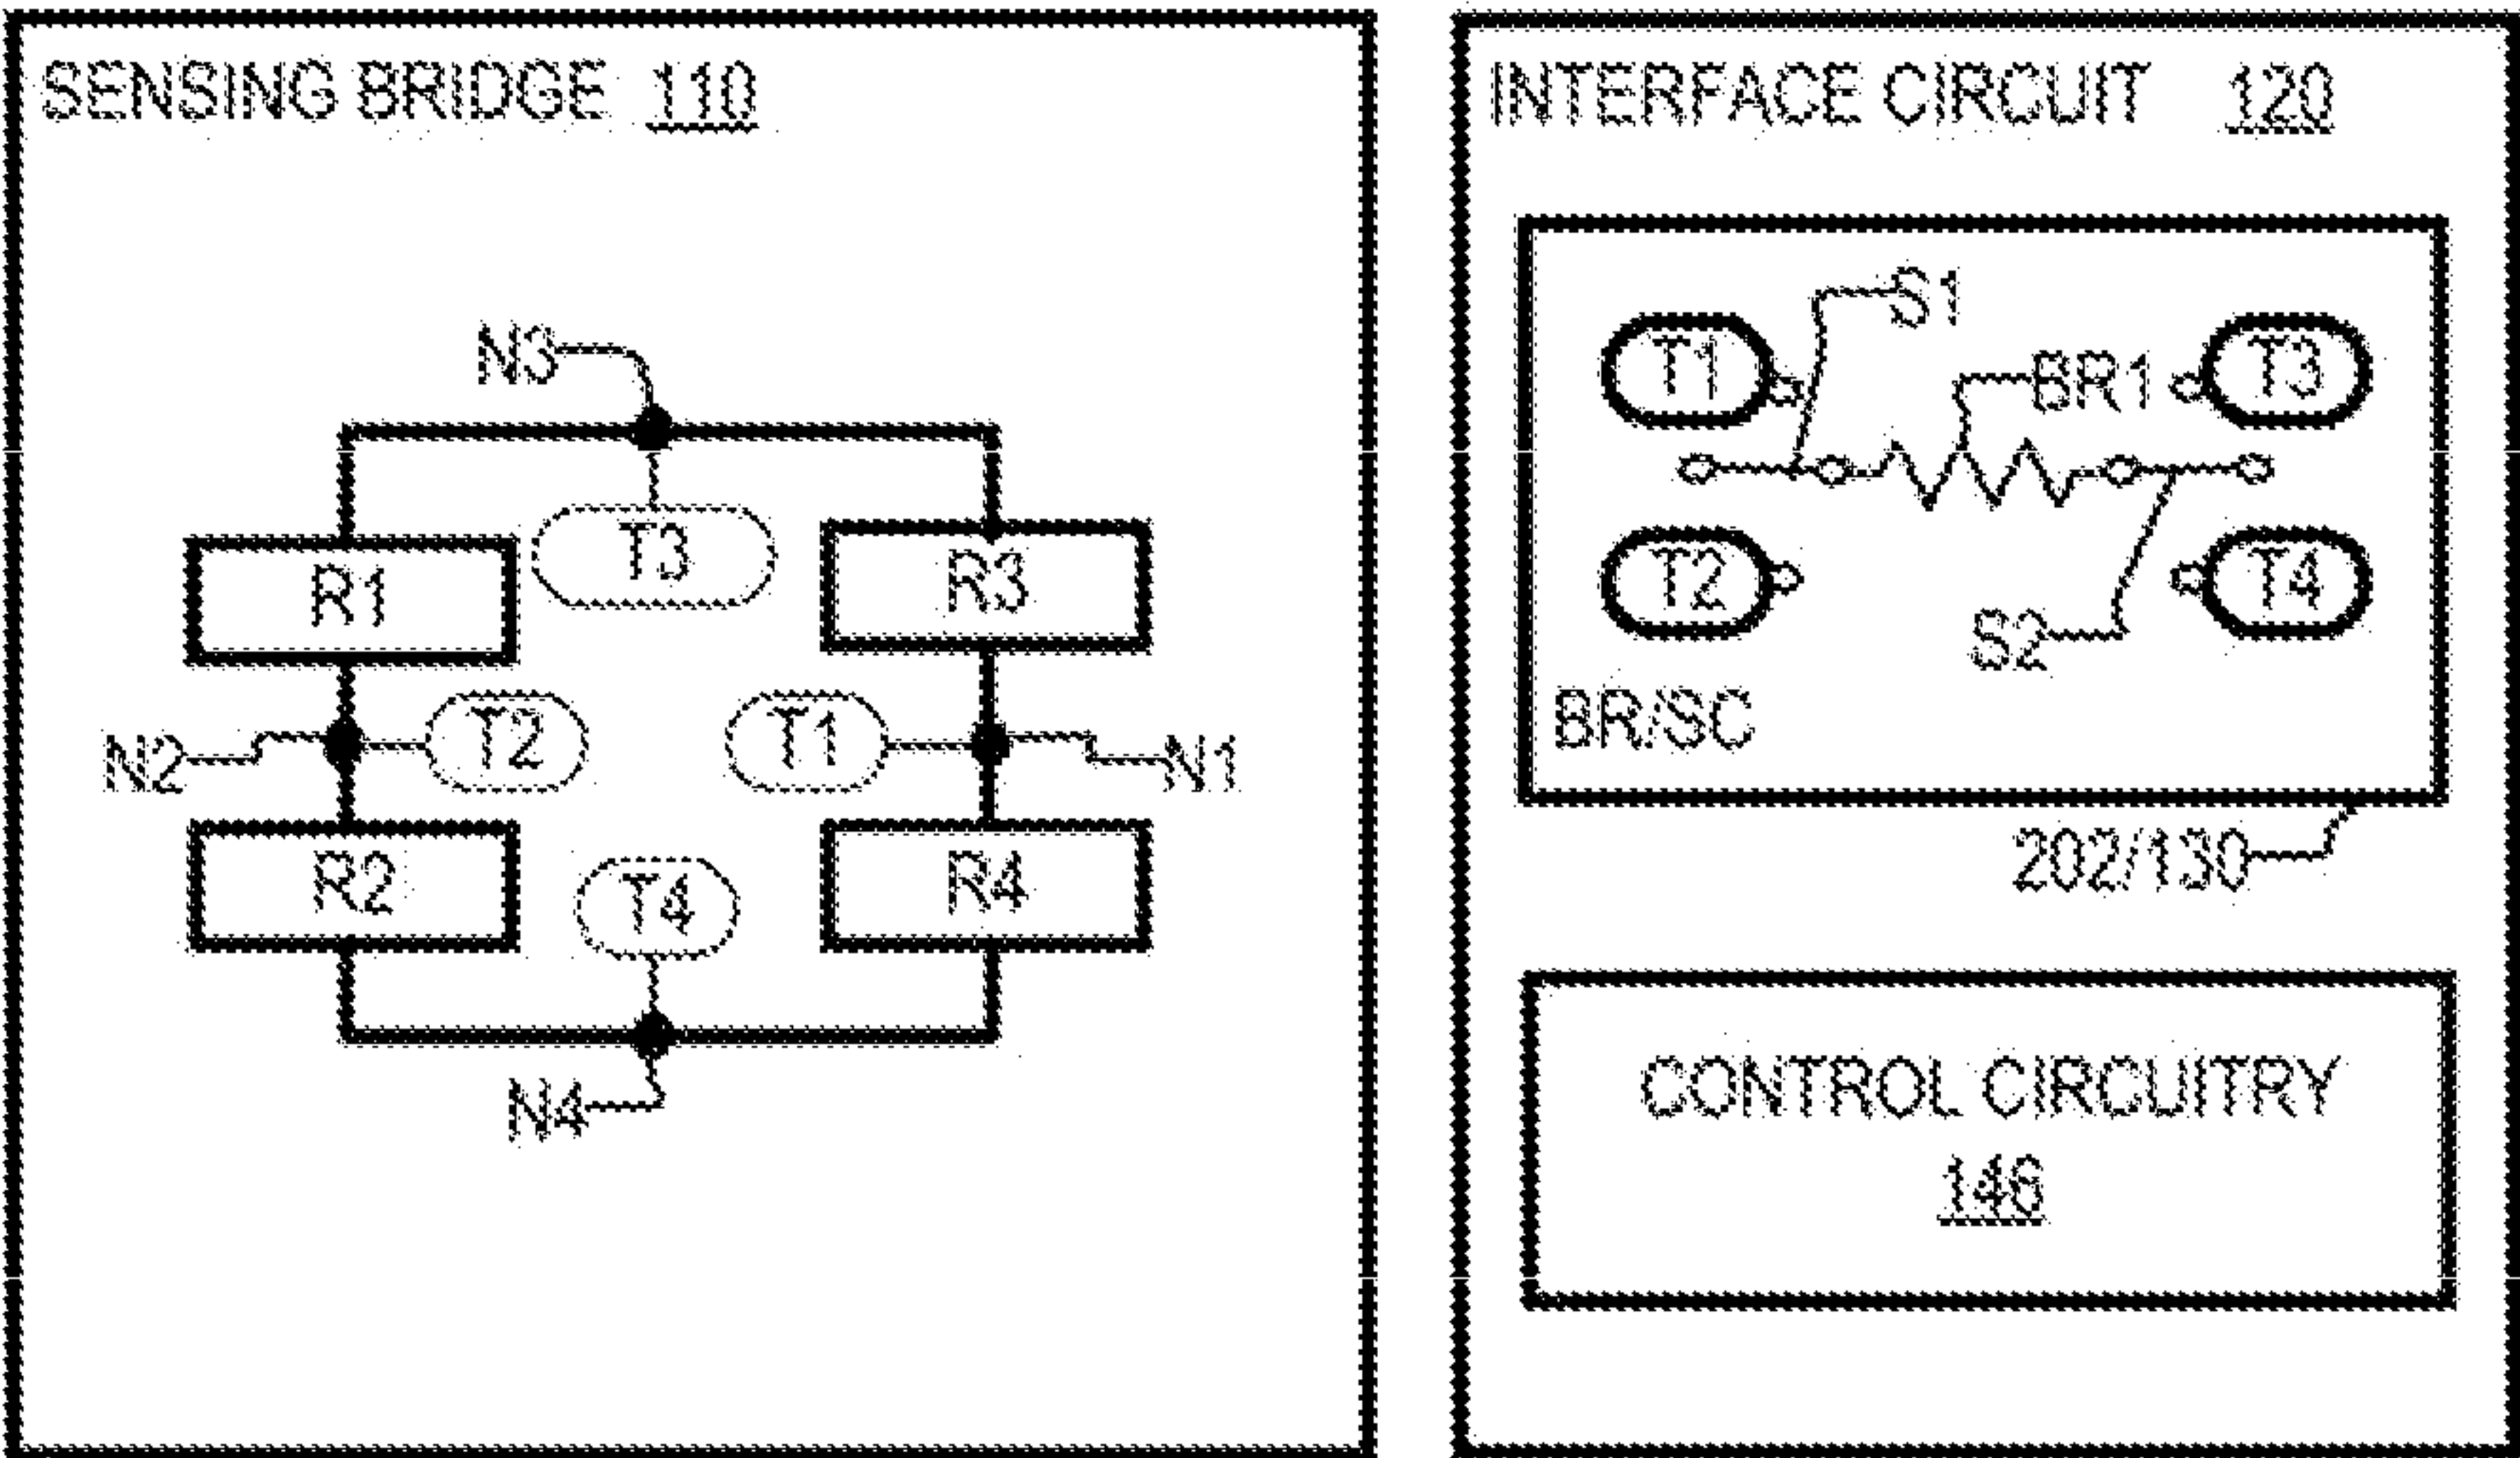 SENSING BRIDGE 110
N3
T3
R1
R3
T2
T1
N2
N1
R2
T4
R4
N4
INTERFACE CIRCUIT 120
S1
T1
BR1
T3
T2
T4
S2
BR/SC
202/130
CONTROL CIRCUITRY
146